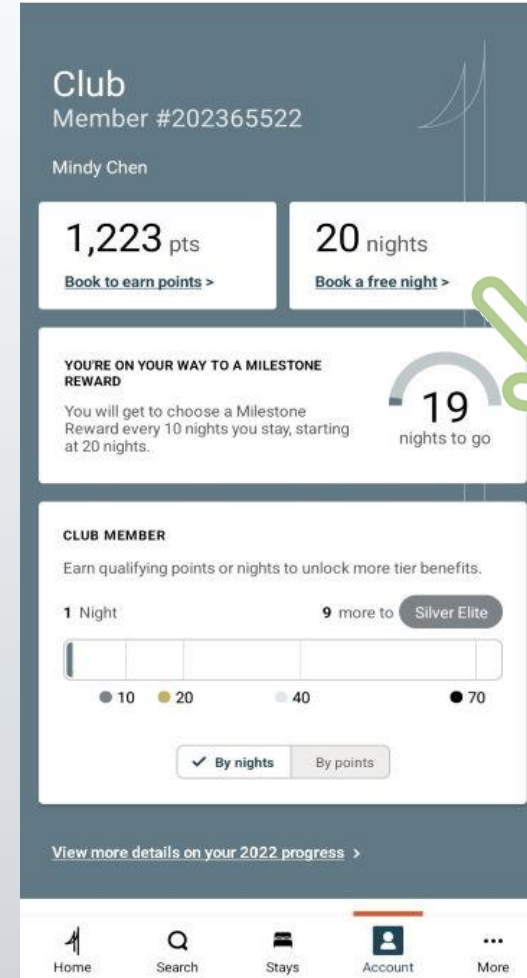 Club
Member #202365522
Mindy Chen
1,223 pts
Book to earn points >
20 nights
Book a free night >
YOU'RE ON YOUR WAY TO A MILESTONE
REWARD
You will get to choose a Milestone
Reward every 10 nights you stay, starting
at 20 nights.
19
nights to go
CLUB MEMBER
Earn qualifying points or nights to unlock more tier benefits.
1 Night
9 more to Silver Elite
10 20 40 70
✓ By nights By points
View more details on your 2022 progress >
Home Search Stays Account More